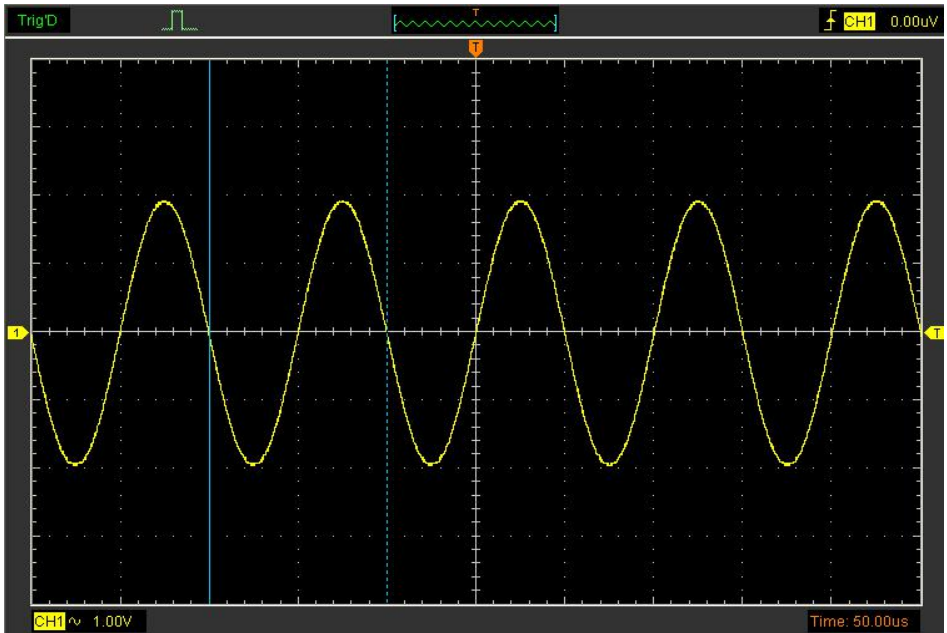 Trig'D
T
CH1 0.00uV
T
1
T
CH1 ∿ 1.00V
Time: 50.00us